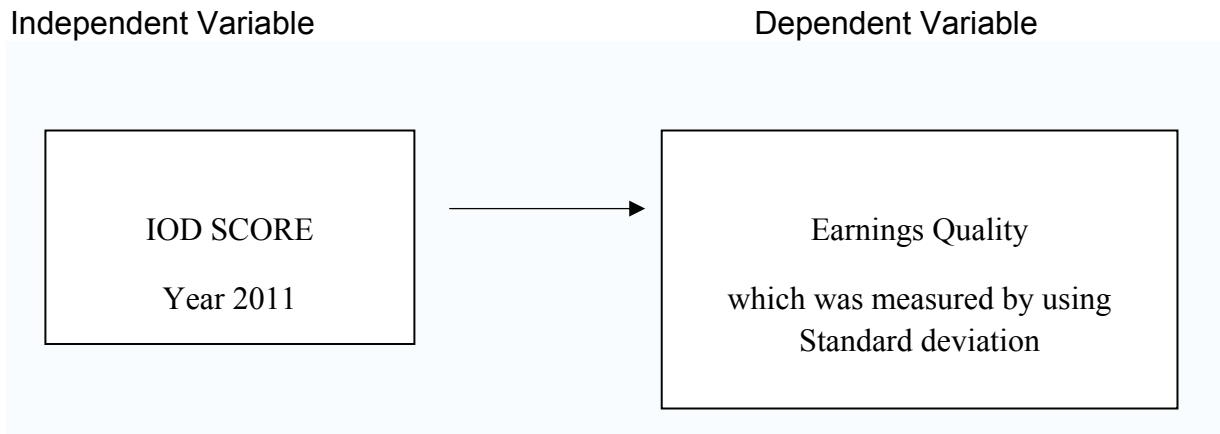 Independent Variable
Dependent Variable
IOD SCORE
Year 2011
Earnings Quality
which was measured by using
Standard deviation